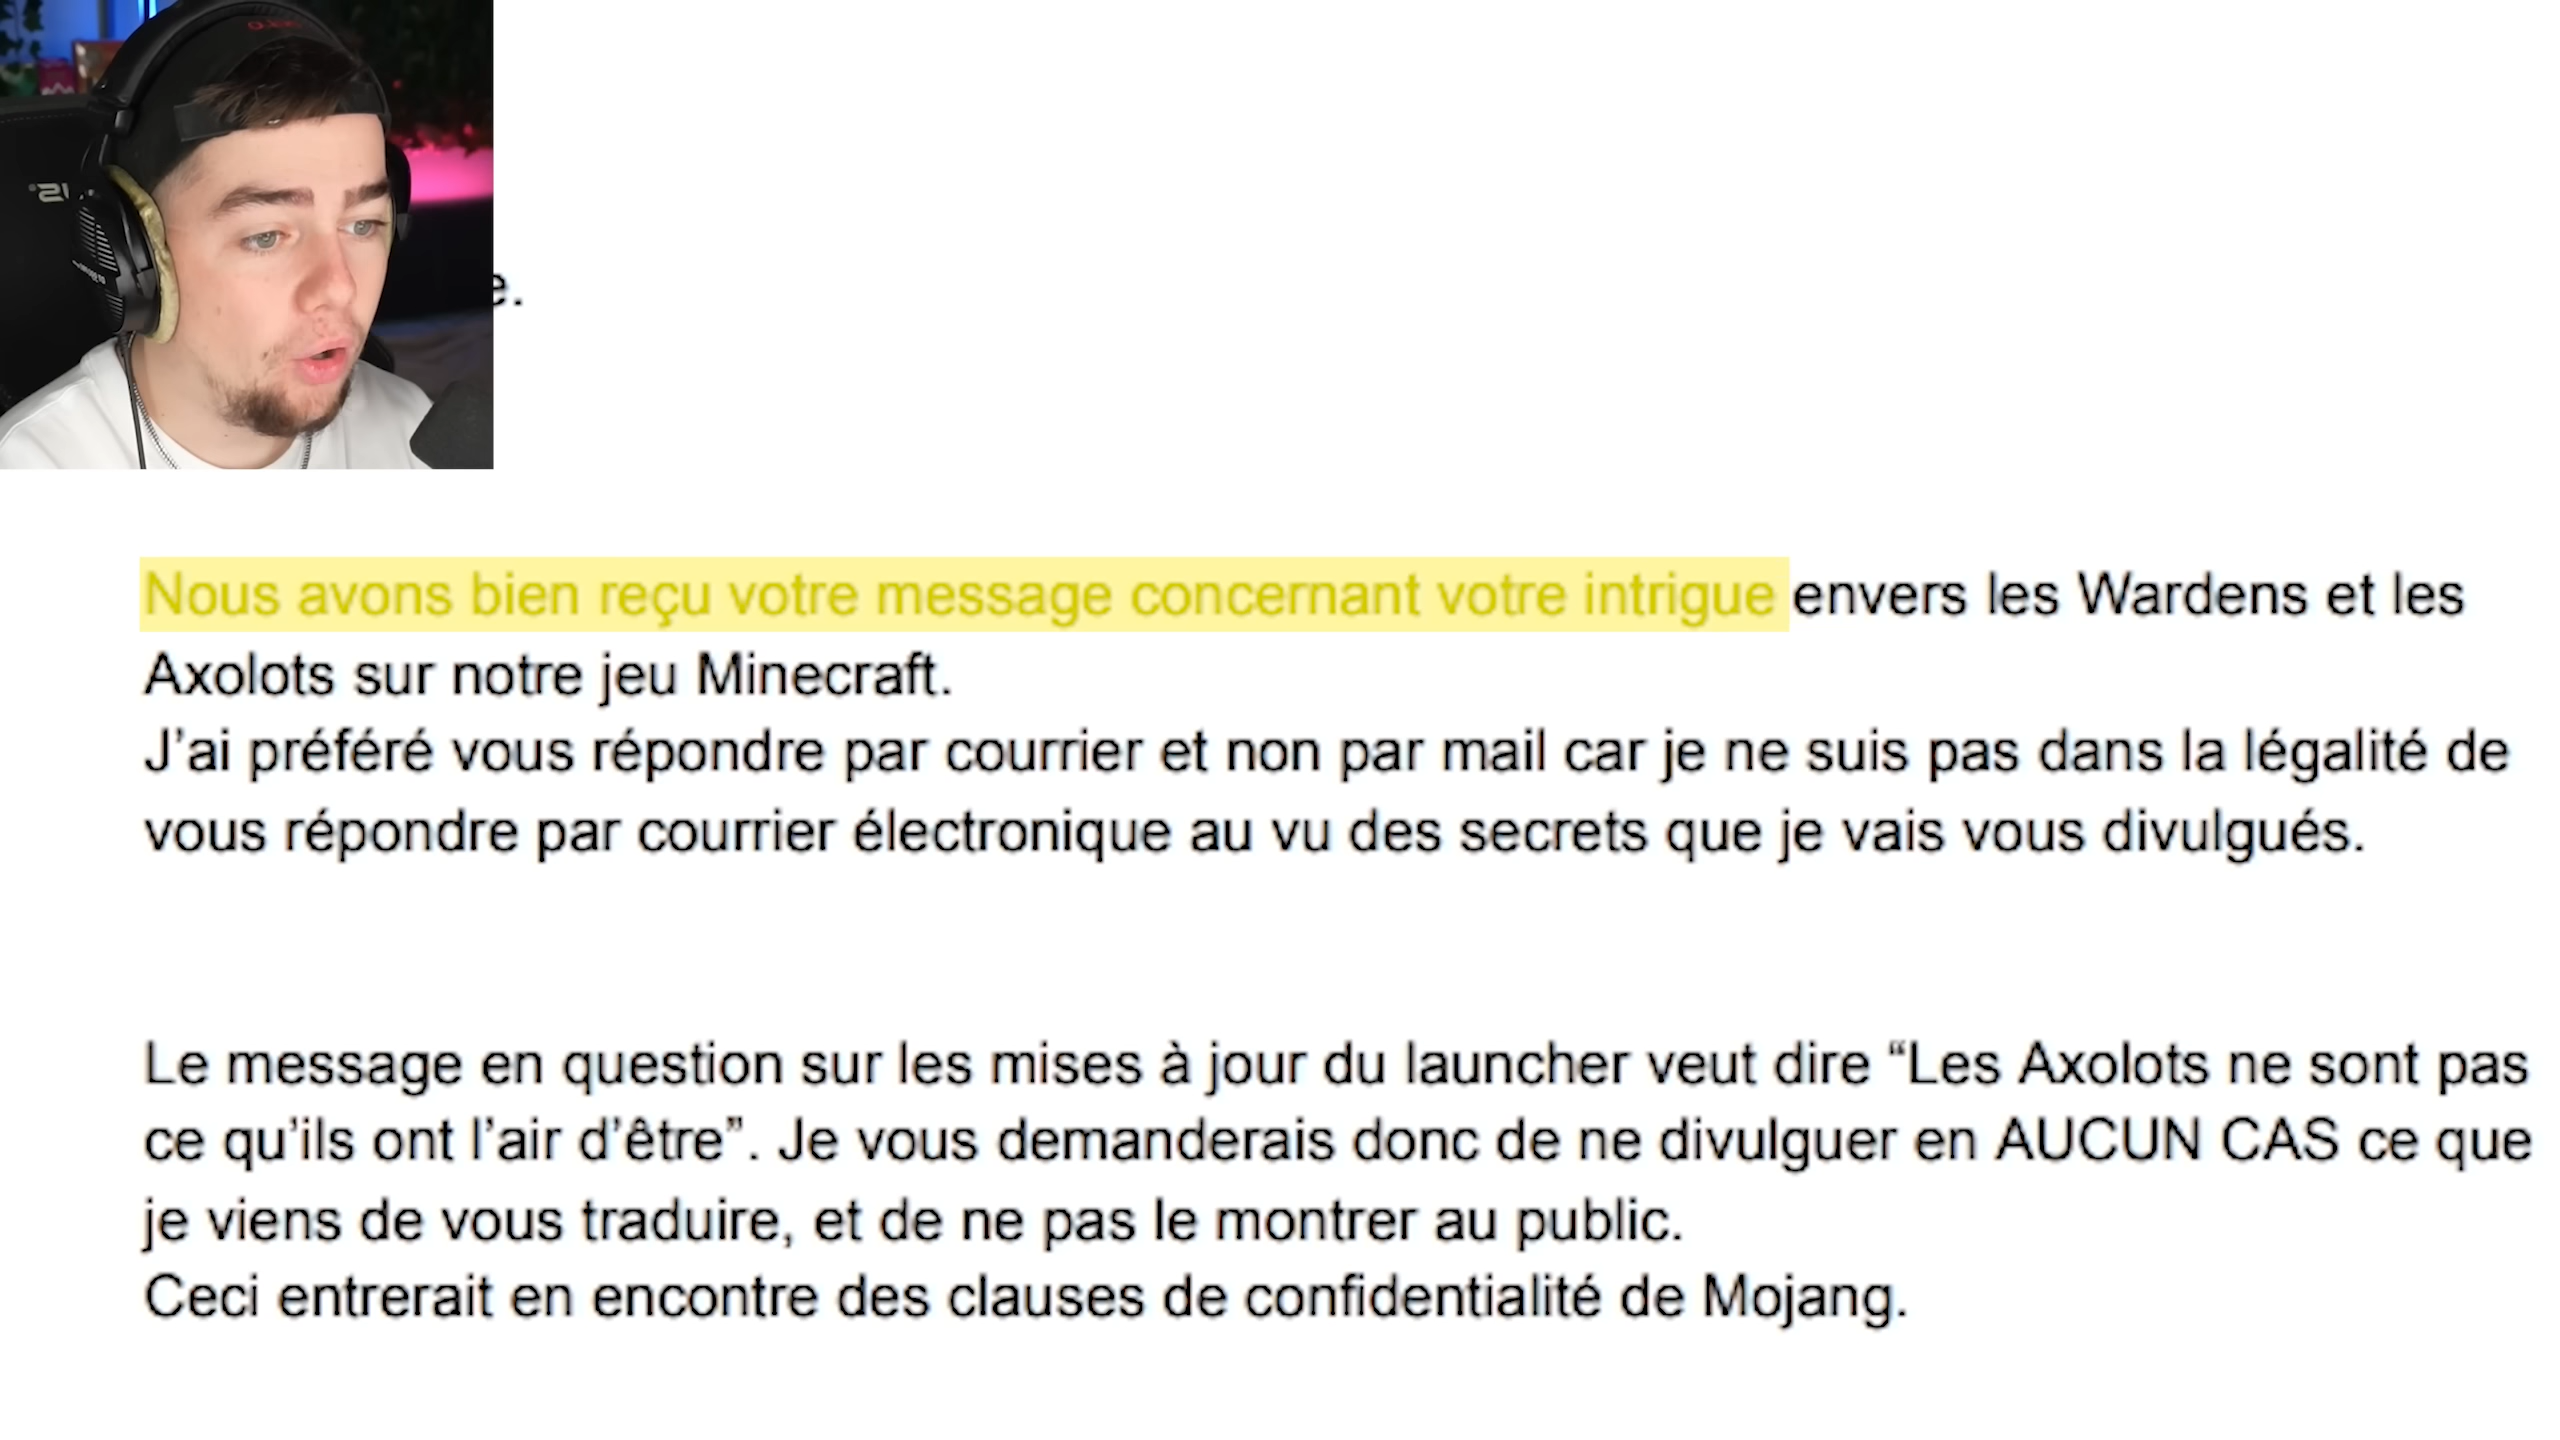 e.
Nous avons bien reçu votre message concernant votre intrigue envers les Wardens et les
Axolots sur notre jeu Minecraft.
J’ai préféré vous répondre par courrier et non par mail car je ne suis pas dans la légalité de
vous répondre par courrier électronique au vu des secrets que je vais vous divulgués.
Le message en question sur les mises à jour du launcher veut dire “Les Axolots ne sont pas
ce qu’ils ont l’air d’être”. Je vous demanderais donc de ne divulguer en AUCUN CAS ce que
je viens de vous traduire, et de ne pas le montrer au public.
Ceci entrerait en encontre des clauses de confidentialité de Mojang.